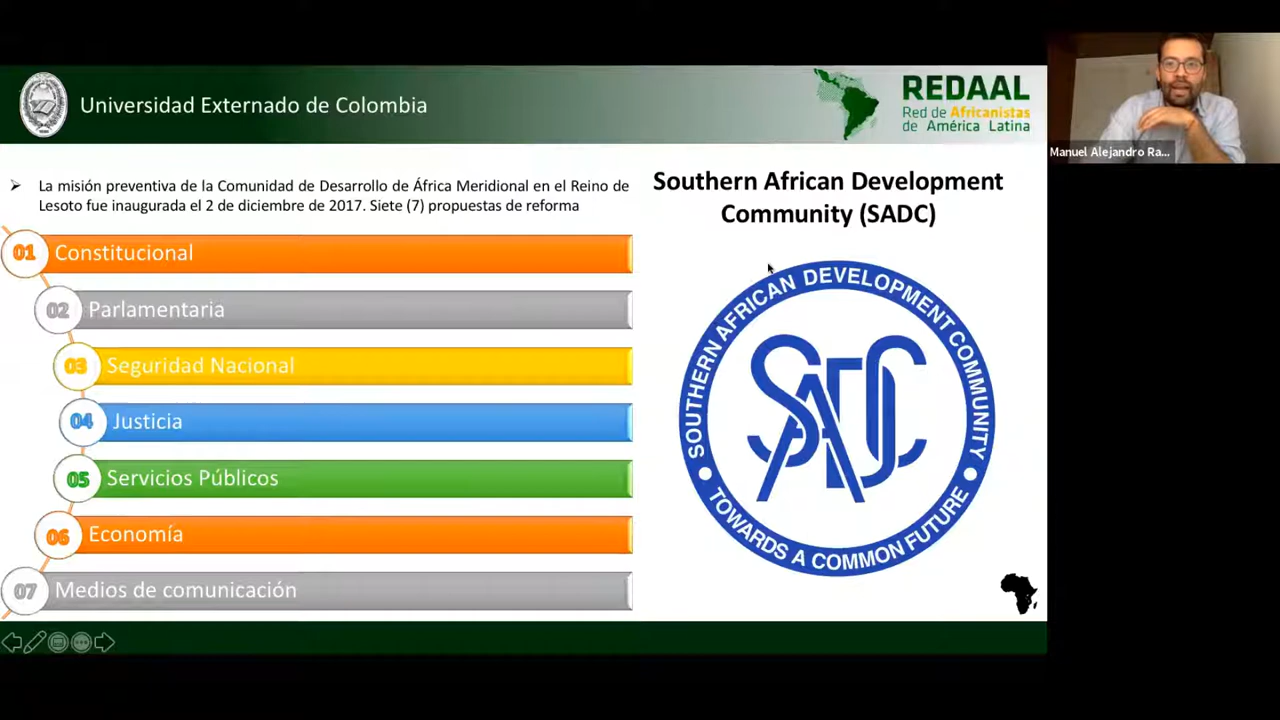 Universidad Externado de Colombia
REDAAL
Red de Africanistas
de América Latina
Manuel Alejandro Ra...
La misión preventiva de la Comunidad de Desarrollo de África Meridional en el Reino de
Lesoto fue inaugurada el 2 de diciembre de 2017. Siete (7) propuestas de reforma
01 Constitucional
02 Parlamentaria
03 Seguridad Nacional
04 Justicia
05 Servicios Públicos
06 Economía
07 Medios de comunicación
Southern African Development
Community (SADC)
SOUTHERN AFRICAN DEVELOPMENT COMMUNITY
SADC
TOWARDS A COMMON FUTURE